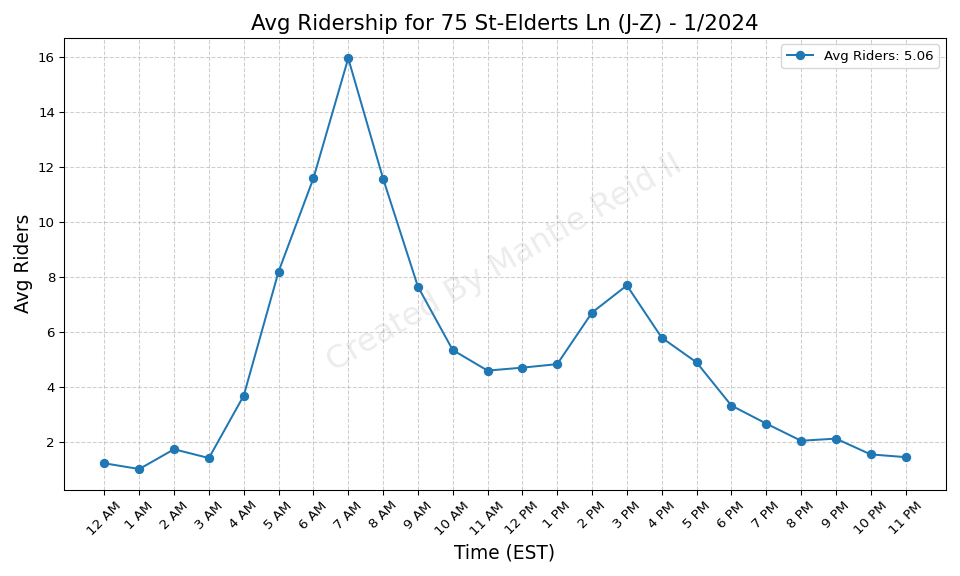 Avg Ridership for 75 St-Elderts Ln (J-Z) - 1/2024
Avg Riders: 5.06
Avg Riders
16
14
12
10
8
6
4
2
12 AM
1 AM
2 AM
3 AM
4 AM
5 AM
6 AM
7 AM
8 AM
9 AM
10 AM
11 AM
12 PM
1 PM
2 PM
3 PM
4 PM
5 PM
6 PM
7 PM
8 PM
9 PM
10 PM
11 PM
Time (EST)
Created By Mantie Reid II